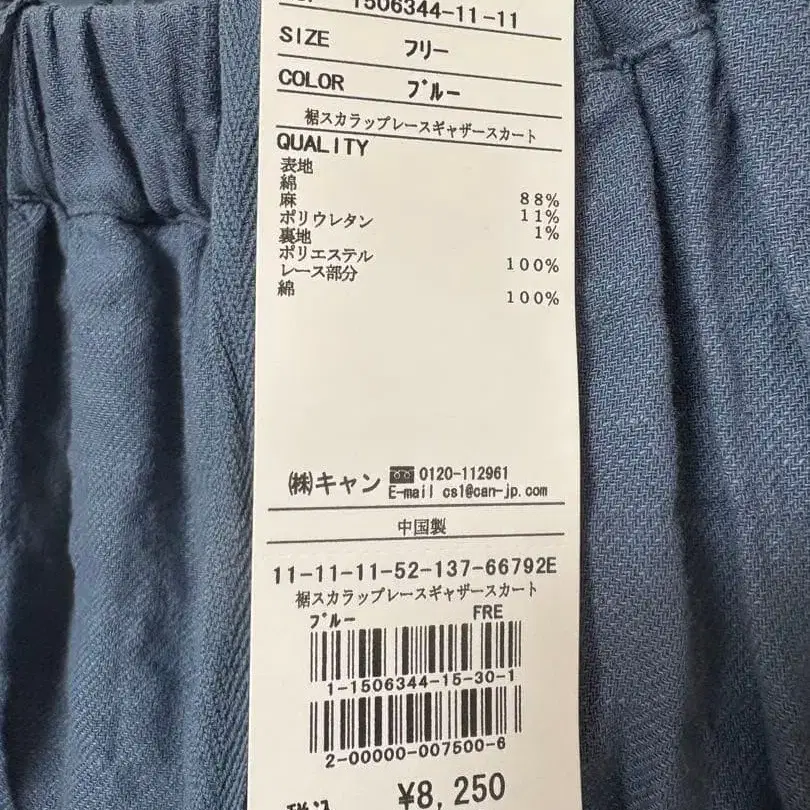 1506344-11-11
SIZE フリー
COLOR ブルー
裾スカラップレースギャザースカート
QUALITY
表地
綿 88%
麻 11%
ポリウレタン 1%
裏地
ポリエステル 100%
レース部分
綿 100%
㈱キャン 0120-112961
E-mail cs1@can-jp.com
中国製
11-11-11-52-137-66792E
裾スカラップレースギャザースカート
ブルー FRE
1-1506344-15-30-1
2-00000-007500-6
¥8,250